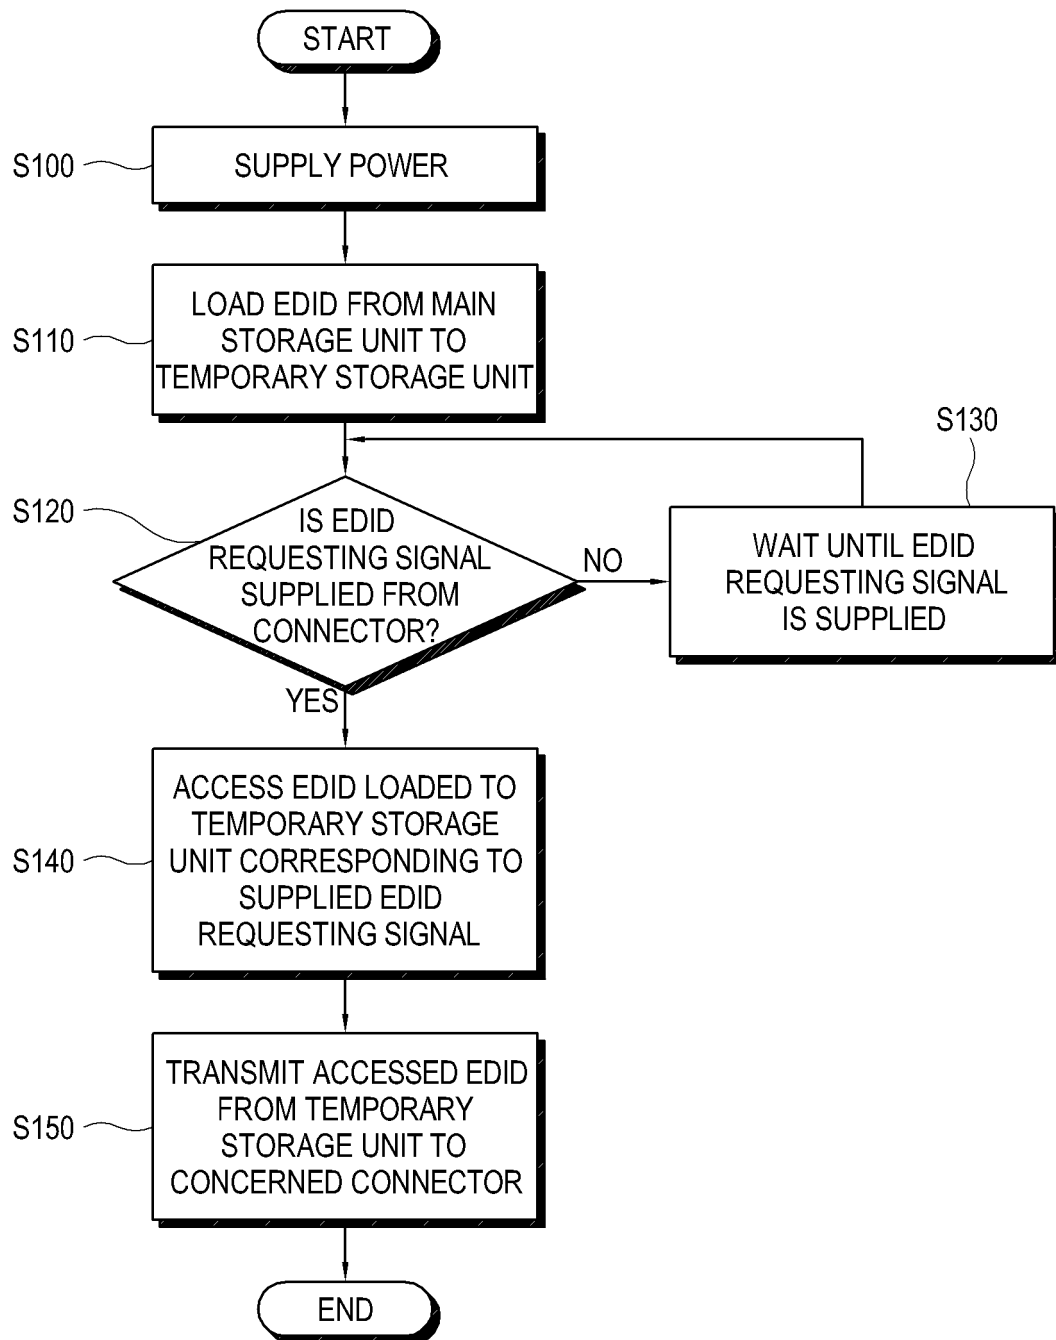 START
S100
SUPPLY POWER
S110
LOAD EDID FROM MAIN
STORAGE UNIT TO
TEMPORARY STORAGE UNIT
S120
IS EDID
REQUESTING SIGNAL
SUPPLIED FROM
CONNECTOR?
NO
S130
WAIT UNTIL EDID
REQUESTING SIGNAL
IS SUPPLIED
YES
S140
ACCESS EDID LOADED TO
TEMPORARY STORAGE
UNIT CORRESPONDING TO
SUPPLIED EDID
REQUESTING SIGNAL
S150
TRANSMIT ACCESSED EDID
FROM TEMPORARY
STORAGE UNIT TO
CONCERNED CONNECTOR
END